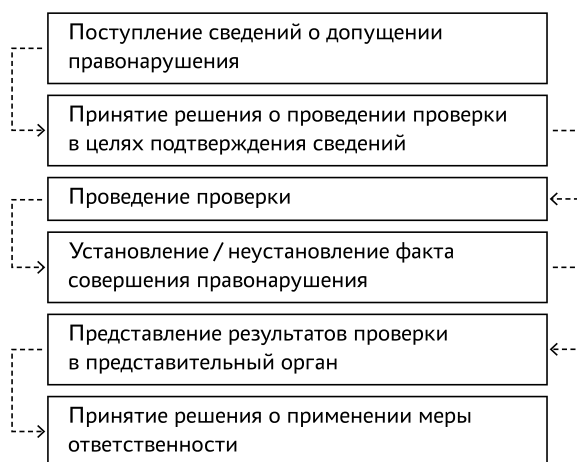 Поступление сведений о допущении
правонарушения
Принятие решения о проведении проверки
в целях подтверждения сведений
Проведение проверки
Установление / неустановление факта
совершения правонарушения
Представление результатов проверки
в представительный орган
Принятие решения о применении меры
ответственности